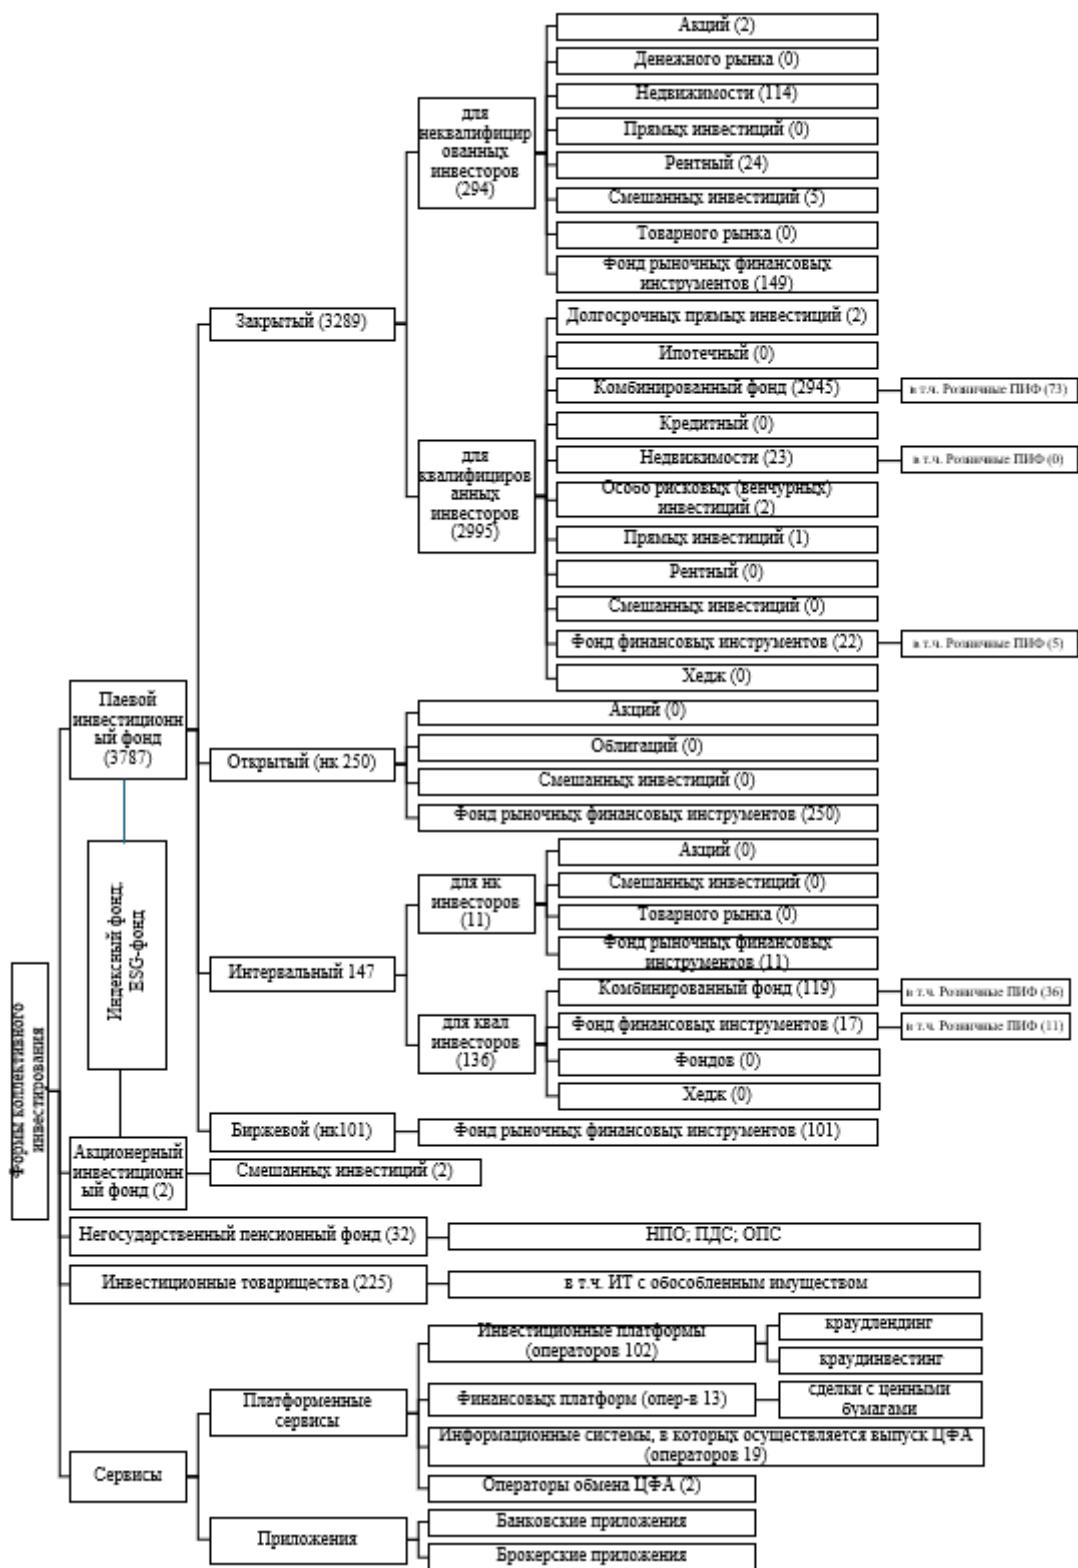 Акций (2)
Денежного рынка (0)
Недвижимости (114)
Прямых инвестиций (0)
Рентный (24)
Смешанных инвестиций (5)
Товарного рынка (0)
Фонд рыночных финансовых
инструментов (149)
для
неквалифицир
ованных
инвесторов
(294)
Закрытый (3289)
Долгосрочных прямых инвестиций (2)
Ипотечный (0)
Комбинированный фонд (2945)
в т.ч. Розничные ПИФ (73)
Кредитный (0)
Недвижимости (23)
в т.ч. Розничные ПИФ (0)
Особо рисковых (венчурных)
инвестиций (2)
Прямых инвестиций (1)
Рентный (0)
Смешанных инвестиций (0)
Фонд финансовых инструментов (22)
в т.ч. Розничные ПИФ (5)
Хедж (0)
для
квалифициров
анных
инвесторов
(2995)
Паевой
инвестиционн
ый фонд
(3787)
Открытый (нк 250)
Акций (0)
Облигаций (0)
Смешанных инвестиций (0)
Фонд рыночных финансовых инструментов (250)
Индексный фонд,
ESG-фонд
Интервальный 147
для нк
инвесторов
(11)
Акций (0)
Смешанных инвестиций (0)
Товарного рынка (0)
Фонд рыночных финансовых
инструментов (11)
для квал
инвесторов
(136)
Комбинированный фонд (119)
в т.ч. Розничные ПИФ (36)
Фонд финансовых инструментов (17)
в т.ч. Розничные ПИФ (11)
Фондов (0)
Хедж (0)
Формы коллективного
инвестирования
Биржевой (нк101)
Фонд рыночных финансовых инструментов (101)
Акционерный
инвестиционн
ый фонд (2)
Смешанных инвестиций (2)
Негосударственный пенсионный фонд (32)
НПО; ПДС; ОПС
Инвестиционные товарищества (225)
в т.ч. ИТ с обособленным имуществом
Сервисы
Платформенные
сервисы
Инвестиционные платформы
(операторов 102)
краудлендинг
краудинвестинг
Финансовых платформ (опер-в 13)
сделки с ценными
бумагами
Информационные системы, в которых осуществляется выпуск ЦФА
(операторов 19)
Операторы обмена ЦФА (2)
Приложения
Банковские приложения
Брокерские приложения